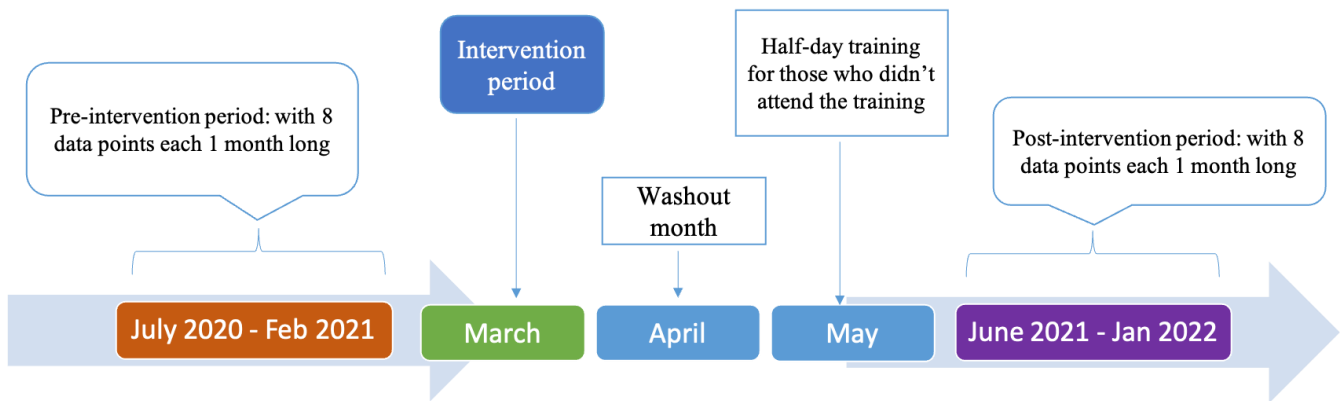 Pre-intervention period: with 8
data points each 1 month long
Intervention
period
Washout
month
Half-day training
for those who didn’t
attend the training
Post-intervention period: with 8
data points each 1 month long
July 2020 - Feb 2021
March
April
May
June 2021 - Jan 2022